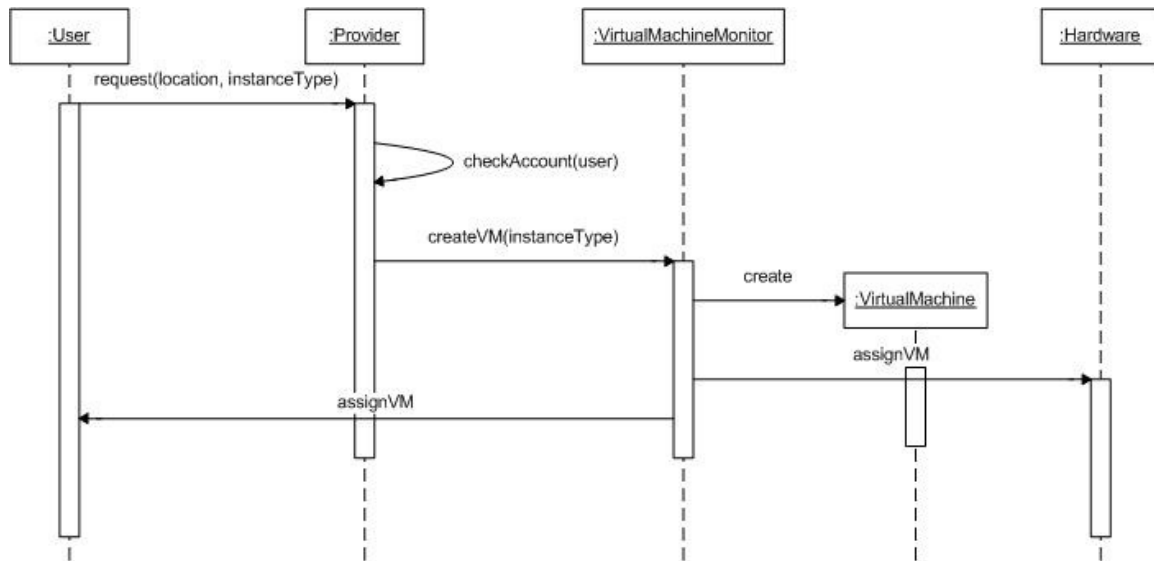 :User
:Provider
:VirtualMachineMonitor
:Hardware
request(location, instanceType)
checkAccount(user)
createVM(instanceType)
create
:VirtualMachine
assignVM
assignVM